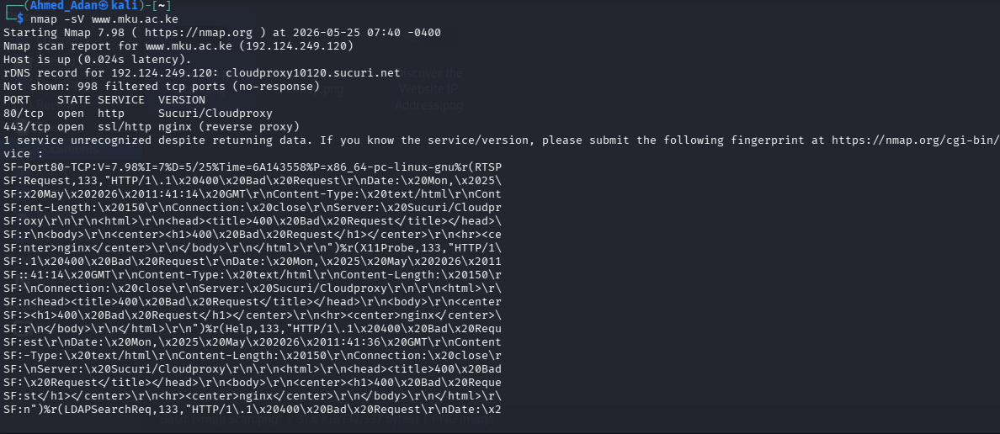 ┌──(Ahmed_Adan㉿kali)-[~]
└─$ nmap -sV www.mku.ac.ke
Starting Nmap 7.98 ( https://nmap.org ) at 2026-05-25 07:40 -0400
Nmap scan report for www.mku.ac.ke (192.124.249.120)
Host is up (0.024s latency).
rDNS record for 192.124.249.120: cloudproxy10120.sucuri.net
Not shown: 998 filtered tcp ports (no-response)
PORT    STATE SERVICE  VERSION
80/tcp  open  http     Sucuri/Cloudproxy
443/tcp open  ssl/http nginx (reverse proxy)
1 service unrecognized despite returning data. If you know the service/version, please submit the following fingerprint at https://nmap.org/cgi-bin/
vice :
SF-Port80-TCP:V=7.98%I=7%D=5/25%Time=6A143558%P=x86_64-pc-linux-gnu%r(RTSP
SF:Request,133,"HTTP/1\.1\x20400\x20Bad\x20Request\r\nDate:\x20Mon,\x2025\
SF:x20May\x202026\x2011:41:14\x20GMT\r\nContent-Type:\x20text/html\r\nCont
SF:ent-Length:\x20150\r\nConnection:\x20close\r\nServer:\x20Sucuri/Cloudpr
SF:oxy\r\n\r\n<html>\r\n<head><title>400\x20Bad\x20Request</title></head>\
SF:r\n<body>\r\n<center><h1>400\x20Bad\x20Request</h1></center>\r\n<hr><ce
SF:nter>nginx</center>\r\n</body>\r\n</html>\r\n")%r(X11Probe,133,"HTTP/1\
SF:.1\x20400\x20Bad\x20Request\r\nDate:\x20Mon,\x2025\x20May\x202026\x2011
SF::41:14\x20GMT\r\nContent-Type:\x20text/html\r\nContent-Length:\x20150\r
SF:\nConnection:\x20close\r\nServer:\x20Sucuri/Cloudproxy\r\n\r\n<html>\r\
SF:n<head><title>400\x20Bad\x20Request</title></head>\r\n<body>\r\n<center
SF:><h1>400\x20Bad\x20Request</h1></center>\r\n<hr><center>nginx</center>\
SF:r\n</body>\r\n</html>\r\n")%r(Help,133,"HTTP/1\.1\x20400\x20Bad\x20Requ
SF:est\r\nDate:\x20Mon,\x2025\x20May\x202026\x2011:41:36\x20GMT\r\nContent
SF:-Type:\x20text/html\r\nContent-Length:\x20150\r\nConnection:\x20close\r
SF:\nServer:\x20Sucuri/Cloudproxy\r\n\r\n<html>\r\n<head><title>400\x20Bad
SF:\x20Request</title></head>\r\n<body>\r\n<center><h1>400\x20Bad\x20Reque
SF:st</h1></center>\r\n<hr><center>nginx</center>\r\n</body>\r\n</html>\r\
SF:n")%r(LDAPSearchReq,133,"HTTP/1\.1\x20400\x20Bad\x20Request\r\nDate:\x2